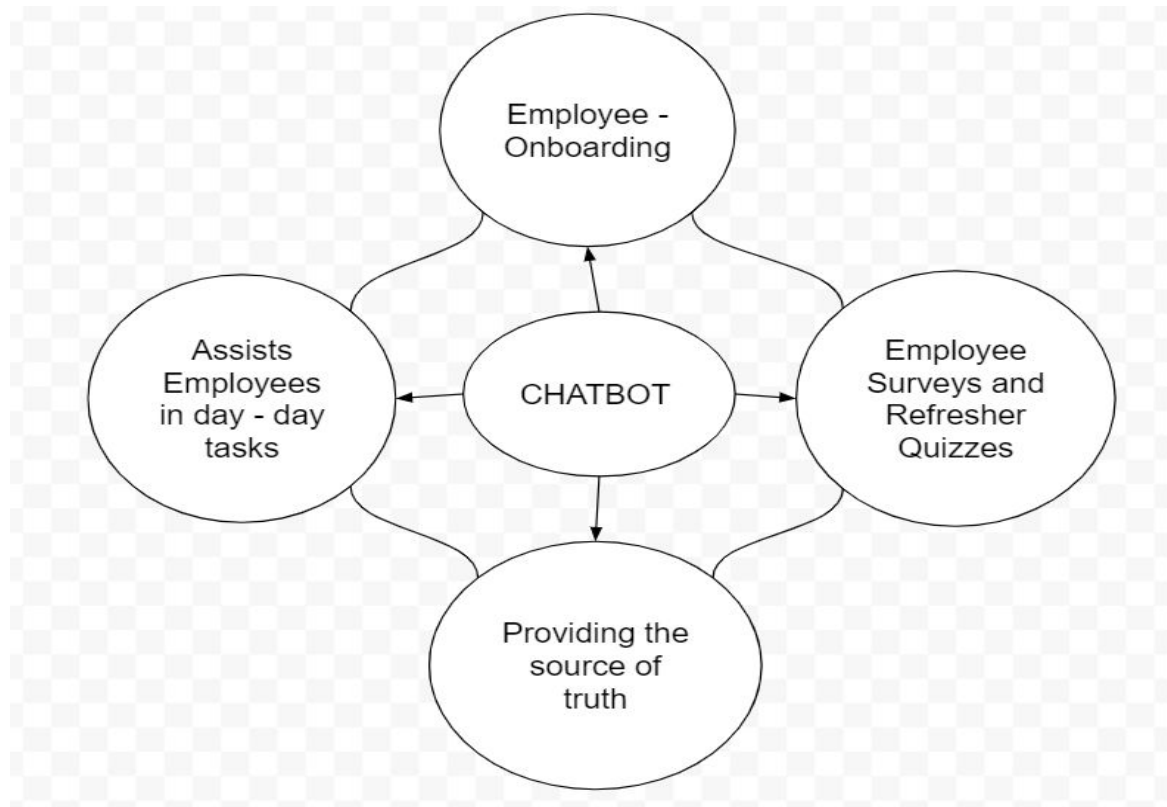 Employee -
Onboarding
Assists
Employees
in day - day
tasks
CHATBOT
Employee
Surveys and
Refresher
Quizzes
Providing the
source of
truth